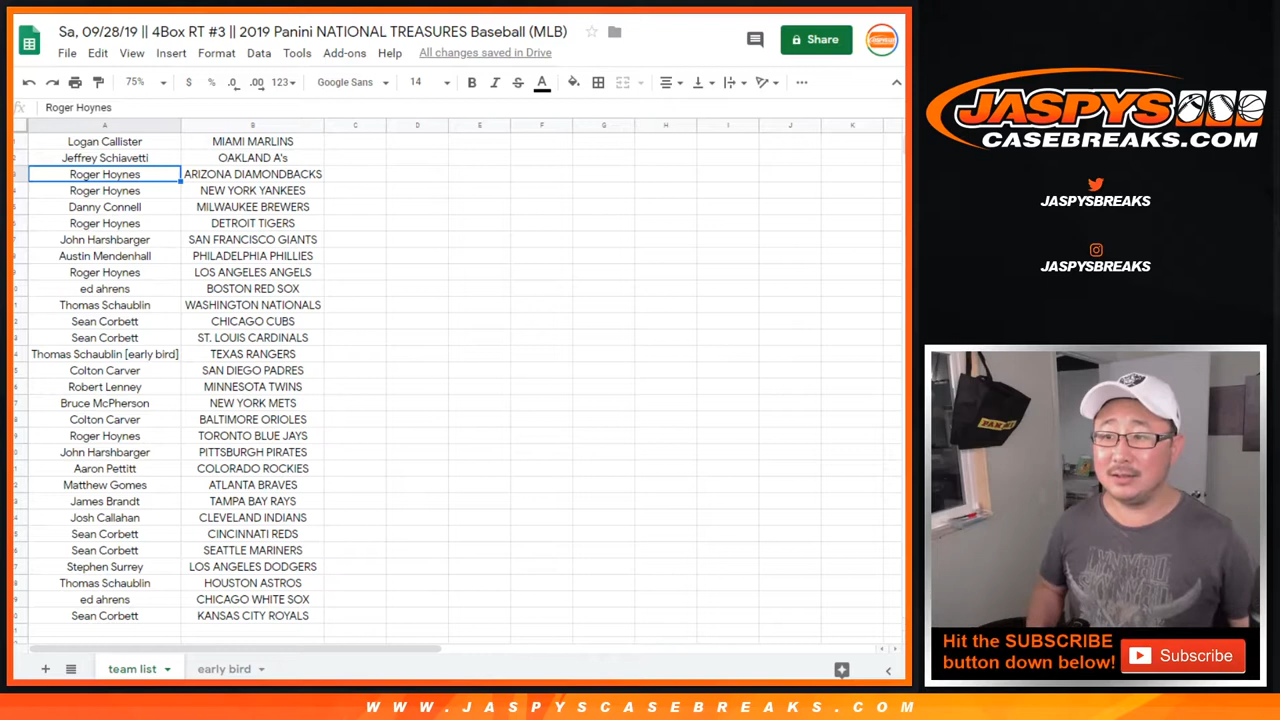 Sa, 09/28/19 || 4Box RT #3 || 2019 Panini NATIONAL TREASURES Baseball (MLB)
File Edit View Insert Format Data Tools Add-ons Help All changes saved in Drive
Share
75% $ % .0 .00 123 Google Sans 14 B I S A
fx Roger Hoynes
A B C D E F G H I J K
Logan Callister MIAMI MARLINS
Jeffrey Schiavetti OAKLAND A's
Roger Hoynes ARIZONA DIAMONDBACKS
Roger Hoynes NEW YORK YANKEES
Danny Connell MILWAUKEE BREWERS
Roger Hoynes DETROIT TIGERS
John Harshbarger SAN FRANCISCO GIANTS
Austin Mendenhall PHILADELPHIA PHILLIES
Roger Hoynes LOS ANGELES ANGELS
ed ahrens BOSTON RED SOX
Thomas Schaublin WASHINGTON NATIONALS
Sean Corbett CHICAGO CUBS
Sean Corbett ST. LOUIS CARDINALS
Thomas Schaublin [early bird] TEXAS RANGERS
Colton Carver SAN DIEGO PADRES
Robert Lenney MINNESOTA TWINS
Bruce McPherson NEW YORK METS
Colton Carver BALTIMORE ORIOLES
Roger Hoynes TORONTO BLUE JAYS
John Harshbarger PITTSBURGH PIRATES
Aaron Pettitt COLORADO ROCKIES
Matthew Gomes ATLANTA BRAVES
James Brandt TAMPA BAY RAYS
Josh Callahan CLEVELAND INDIANS
Sean Corbett CINCINNATI REDS
Sean Corbett SEATTLE MARINERS
Stephen Surrey LOS ANGELES DODGERS
Thomas Schaublin HOUSTON ASTROS
ed ahrens CHICAGO WHITE SOX
Sean Corbett KANSAS CITY ROYALS
team list early bird
JASPYS
CASEBREAKS.COM
JASPYSBREAKS
JASPYSBREAKS
Hit the SUBSCRIBE
button down below!
Subscribe
WWW.JASPYSCASEBREAKS.COM